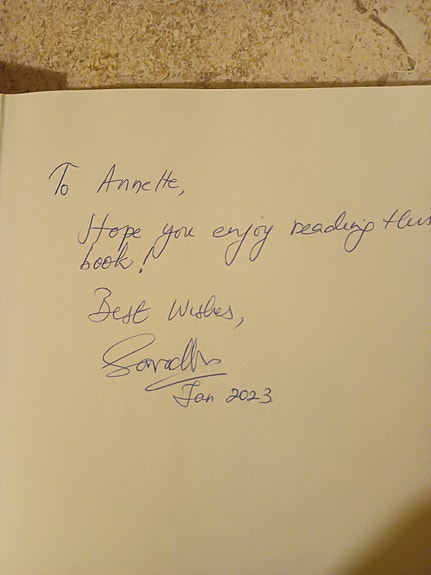 To Annette,
Hope you enjoy reading this
book!
Best Wishes,
Jan 2023